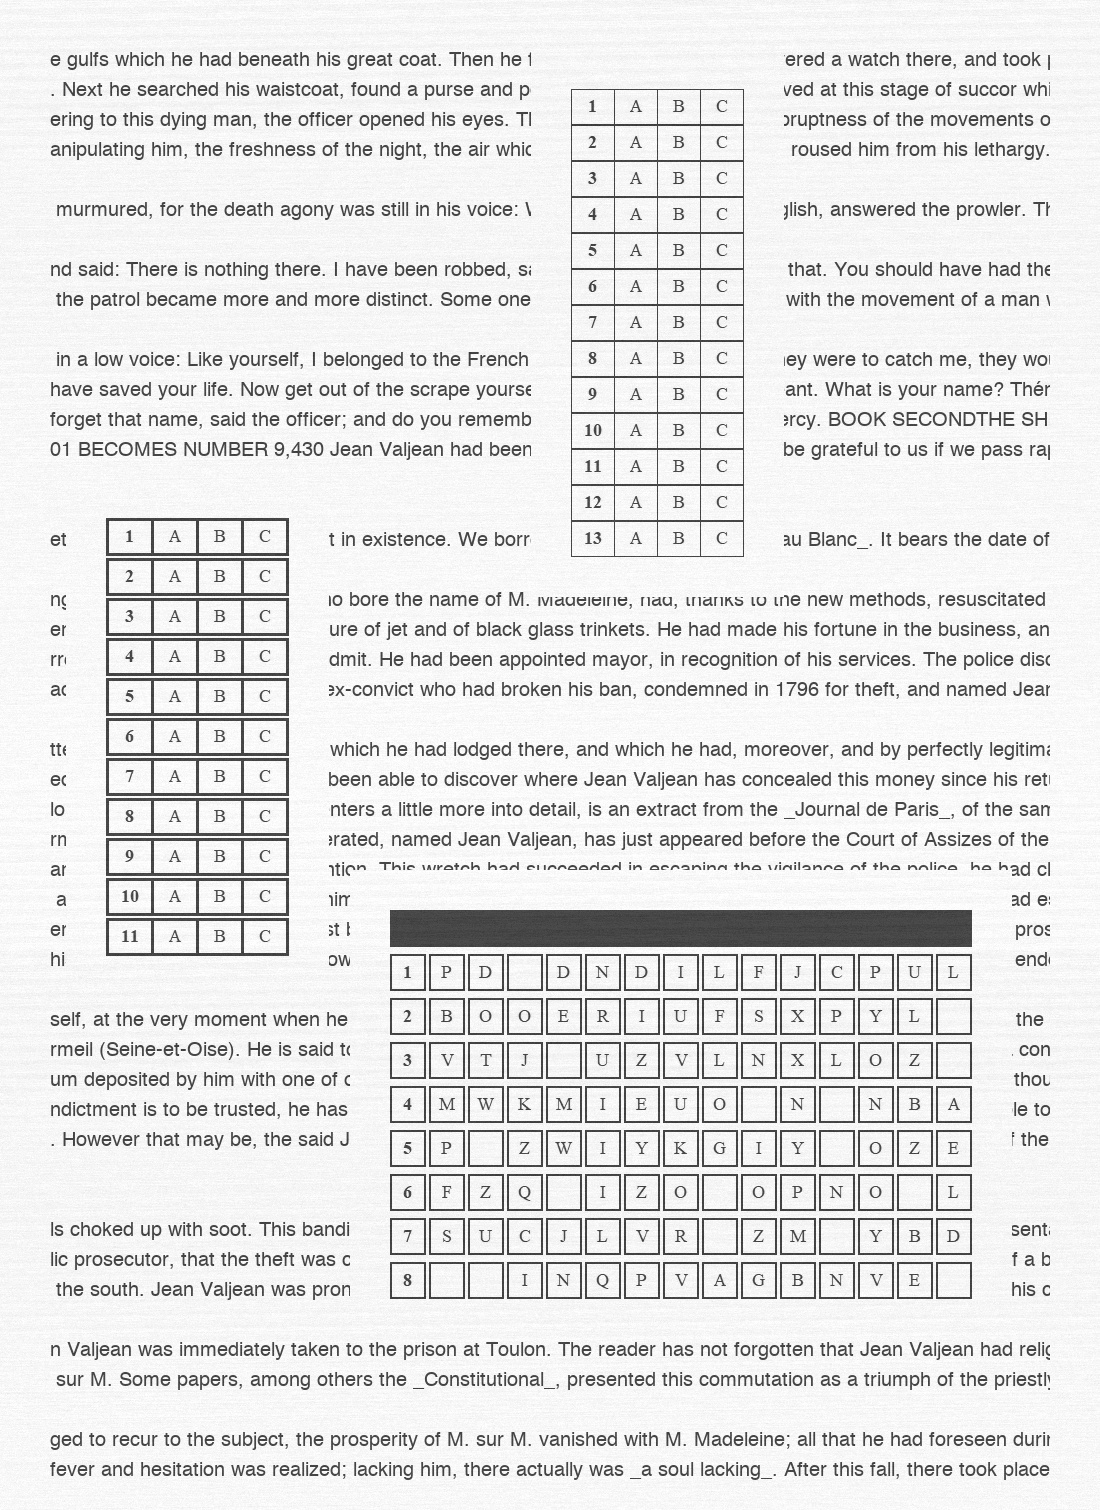 e gulfs which he had beneath his great coat. Then he f ered a watch there, and took p
. Next he searched his waistcoat, found a purse and p ved at this stage of succor whi
ering to this dying man, the officer opened his eyes. Th bruptness of the movements o
anipulating him, the freshness of the night, the air whic roused him from his lethargy.
murmured, for the death agony was still in his voice: W glish, answered the prowler. Th
nd said: There is nothing there. I have been robbed, sa that. You should have had the
the patrol became more and more distinct. Some one with the movement of a man w
in a low voice: Like yourself, I belonged to the French ey were to catch me, they wou
have saved your life. Now get out of the scrape yourse ant. What is your name? Thér
forget that name, said the officer; and do you rememb ercy. BOOK SECONDTHE SH
01 BECOMES NUMBER 9,430 Jean Valjean had been be grateful to us if we pass rap
1 A B C
2 A B C
3 A B C
4 A B C
5 A B C
6 A B C
7 A B C
8 A B C
9 A B C
10 A B C
11 A B C
12 A B C
13 A B C
et t in existence. We borr au Blanc_. It bears the date of
ng o bore the name of M. Madeleine, had, thanks to the new methods, resuscitated
er ure of jet and of black glass trinkets. He had made his fortune in the business, an
rr dmit. He had been appointed mayor, in recognition of his services. The police disc
ac ex-convict who had broken his ban, condemned in 1796 for theft, and named Jean
tte which he had lodged there, and which he had, moreover, and by perfectly legitima
ec been able to discover where Jean Valjean has concealed this money since his retu
lo nters a little more into detail, is an extract from the _Journal de Paris_, of the sam
rm erated, named Jean Valjean, has just appeared before the Court of Assizes of the
ar ntion. This wretch had succeeded in escaping the vigilance of the police, he had ch
a him ad es
er st b pros
hi ow ende
1 A B C
2 A B C
3 A B C
4 A B C
5 A B C
6 A B C
7 A B C
8 A B C
9 A B C
10 A B C
11 A B C
self, at the very moment when he the
rmeil (Seine-et-Oise). He is said to con
um deposited by him with one of c thou
ndictment is to be trusted, he has le to
. However that may be, the said J f the
ls choked up with soot. This bandi senta
lic prosecutor, that the theft was c f a b
the south. Jean Valjean was pron his c
1 P D D N D I L F J C P U L
2 B O O E R I U F S X P Y L
3 V T J U Z V L N X L O Z
4 M W K M I E U O N N B A
5 P Z W I Y K G I Y O Z E
6 F Z Q I Z O O P N O L
7 S U C J L V R Z M Y B D
8 I N Q P V A G B N V E
n Valjean was immediately taken to the prison at Toulon. The reader has not forgotten that Jean Valjean had relig
sur M. Some papers, among others the _Constitutional_, presented this commutation as a triumph of the priestly
ged to recur to the subject, the prosperity of M. sur M. vanished with M. Madeleine; all that he had foreseen durin
fever and hesitation was realized; lacking him, there actually was _a soul lacking_. After this fall, there took place